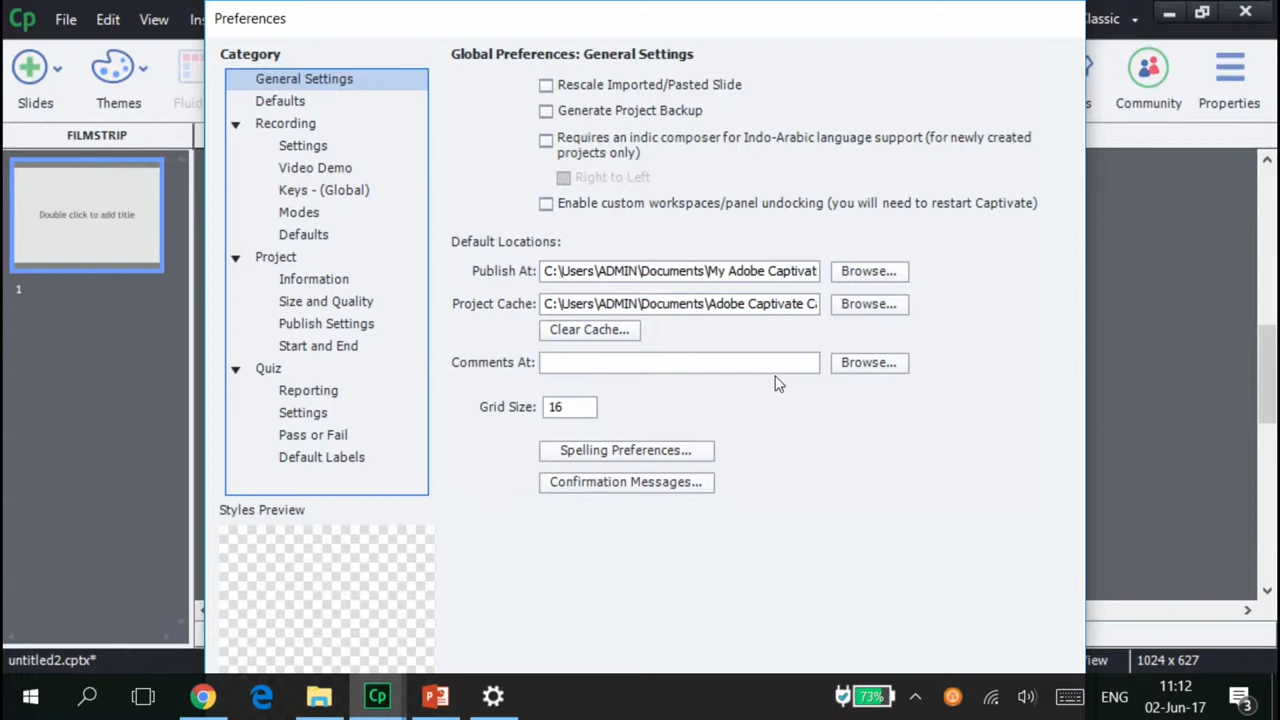 Preferences
Cp File Edit View Ins
Classic
Slides
Themes
Fluid
Community
Properties
FILMSTRIP
Double click to add title
1
Category
General Settings
Defaults
Recording
Settings
Video Demo
Keys - (Global)
Modes
Defaults
Project
Information
Size and Quality
Publish Settings
Start and End
Quiz
Reporting
Settings
Pass or Fail
Default Labels
Styles Preview
Global Preferences: General Settings
Rescale Imported/Pasted Slide
Generate Project Backup
Requires an indic composer for Indo-Arabic language support (for newly created
projects only)
Right to Left
Enable custom workspaces/panel undocking (you will need to restart Captivate)
Default Locations:
Publish At: C:\Users\ADMIN\Documents\My Adobe Captivat Browse...
Project Cache: C:\Users\ADMIN\Documents\Adobe Captivate Ca Browse...
Clear Cache...
Comments At: Browse...
Grid Size: 16
Spelling Preferences...
Confirmation Messages...
untitled2.cptx*
iew 1024 x 627
Cp
73%
ENG
11:12
02-Jun-17
3